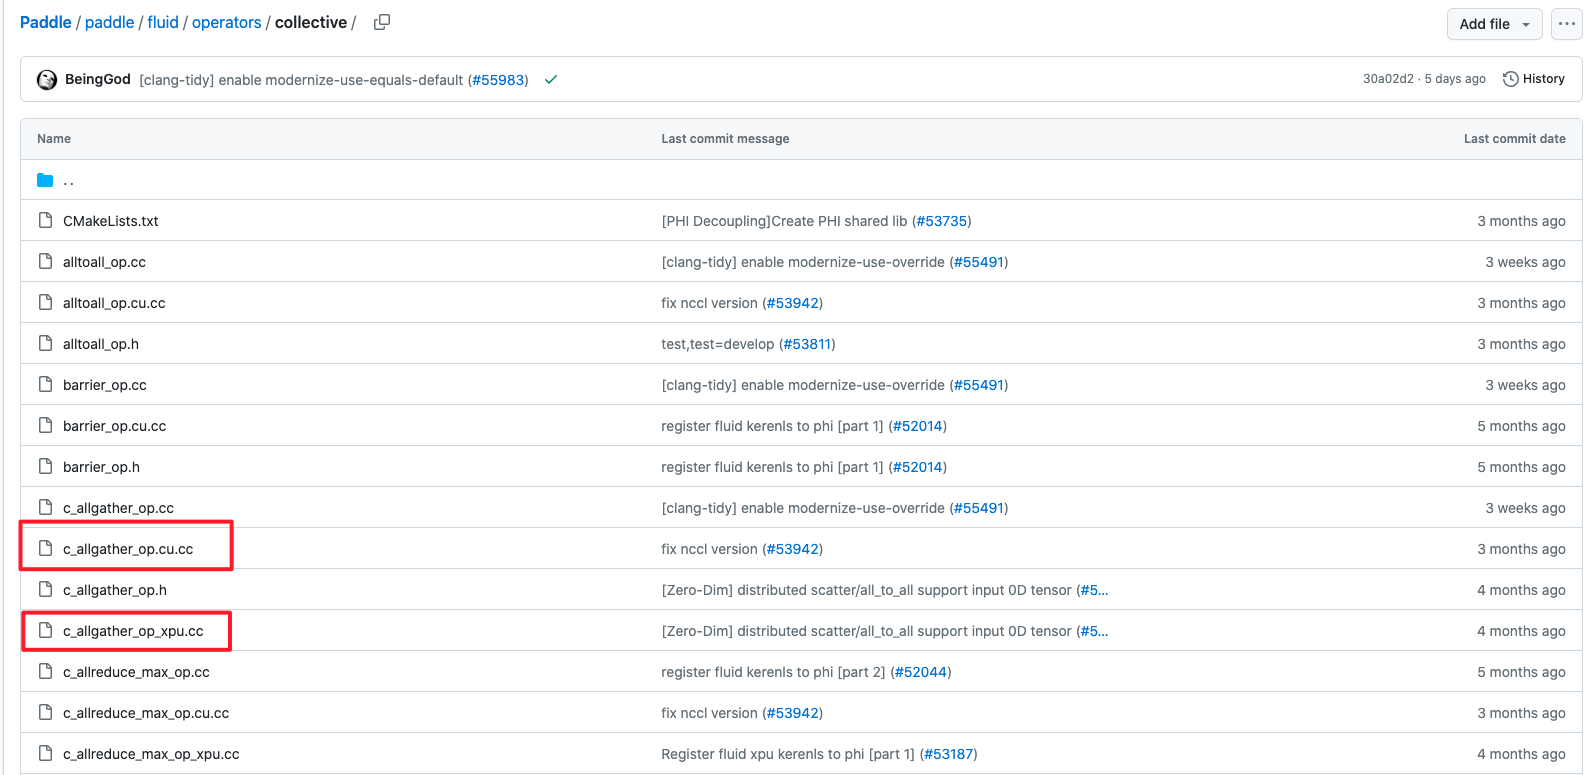 Paddle / paddle / fluid / operators / collective /
Add file
BeingGod [clang-tidy] enable modernize-use-equals-default (#55983)
30a02d2 · 5 days ago History
Name Last commit message Last commit date
..
CMakeLists.txt [PHI Decoupling]Create PHI shared lib (#53735) 3 months ago
alltoall_op.cc [clang-tidy] enable modernize-use-override (#55491) 3 weeks ago
alltoall_op.cu.cc fix nccl version (#53942) 3 months ago
alltoall_op.h test,test=develop (#53811) 3 months ago
barrier_op.cc [clang-tidy] enable modernize-use-override (#55491) 3 weeks ago
barrier_op.cu.cc register fluid kerenls to phi [part 1] (#52014) 5 months ago
barrier_op.h register fluid kerenls to phi [part 1] (#52014) 5 months ago
c_allgather_op.cc [clang-tidy] enable modernize-use-override (#55491) 3 weeks ago
c_allgather_op.cu.cc fix nccl version (#53942) 3 months ago
c_allgather_op.h [Zero-Dim] distributed scatter/all_to_all support input 0D tensor (#5... 4 months ago
c_allgather_op_xpu.cc [Zero-Dim] distributed scatter/all_to_all support input 0D tensor (#5... 4 months ago
c_allreduce_max_op.cc register fluid kerenls to phi [part 2] (#52044) 5 months ago
c_allreduce_max_op.cu.cc fix nccl version (#53942) 3 months ago
c_allreduce_max_op_xpu.cc Register fluid xpu kerenls to phi [part 1] (#53187) 4 months ago